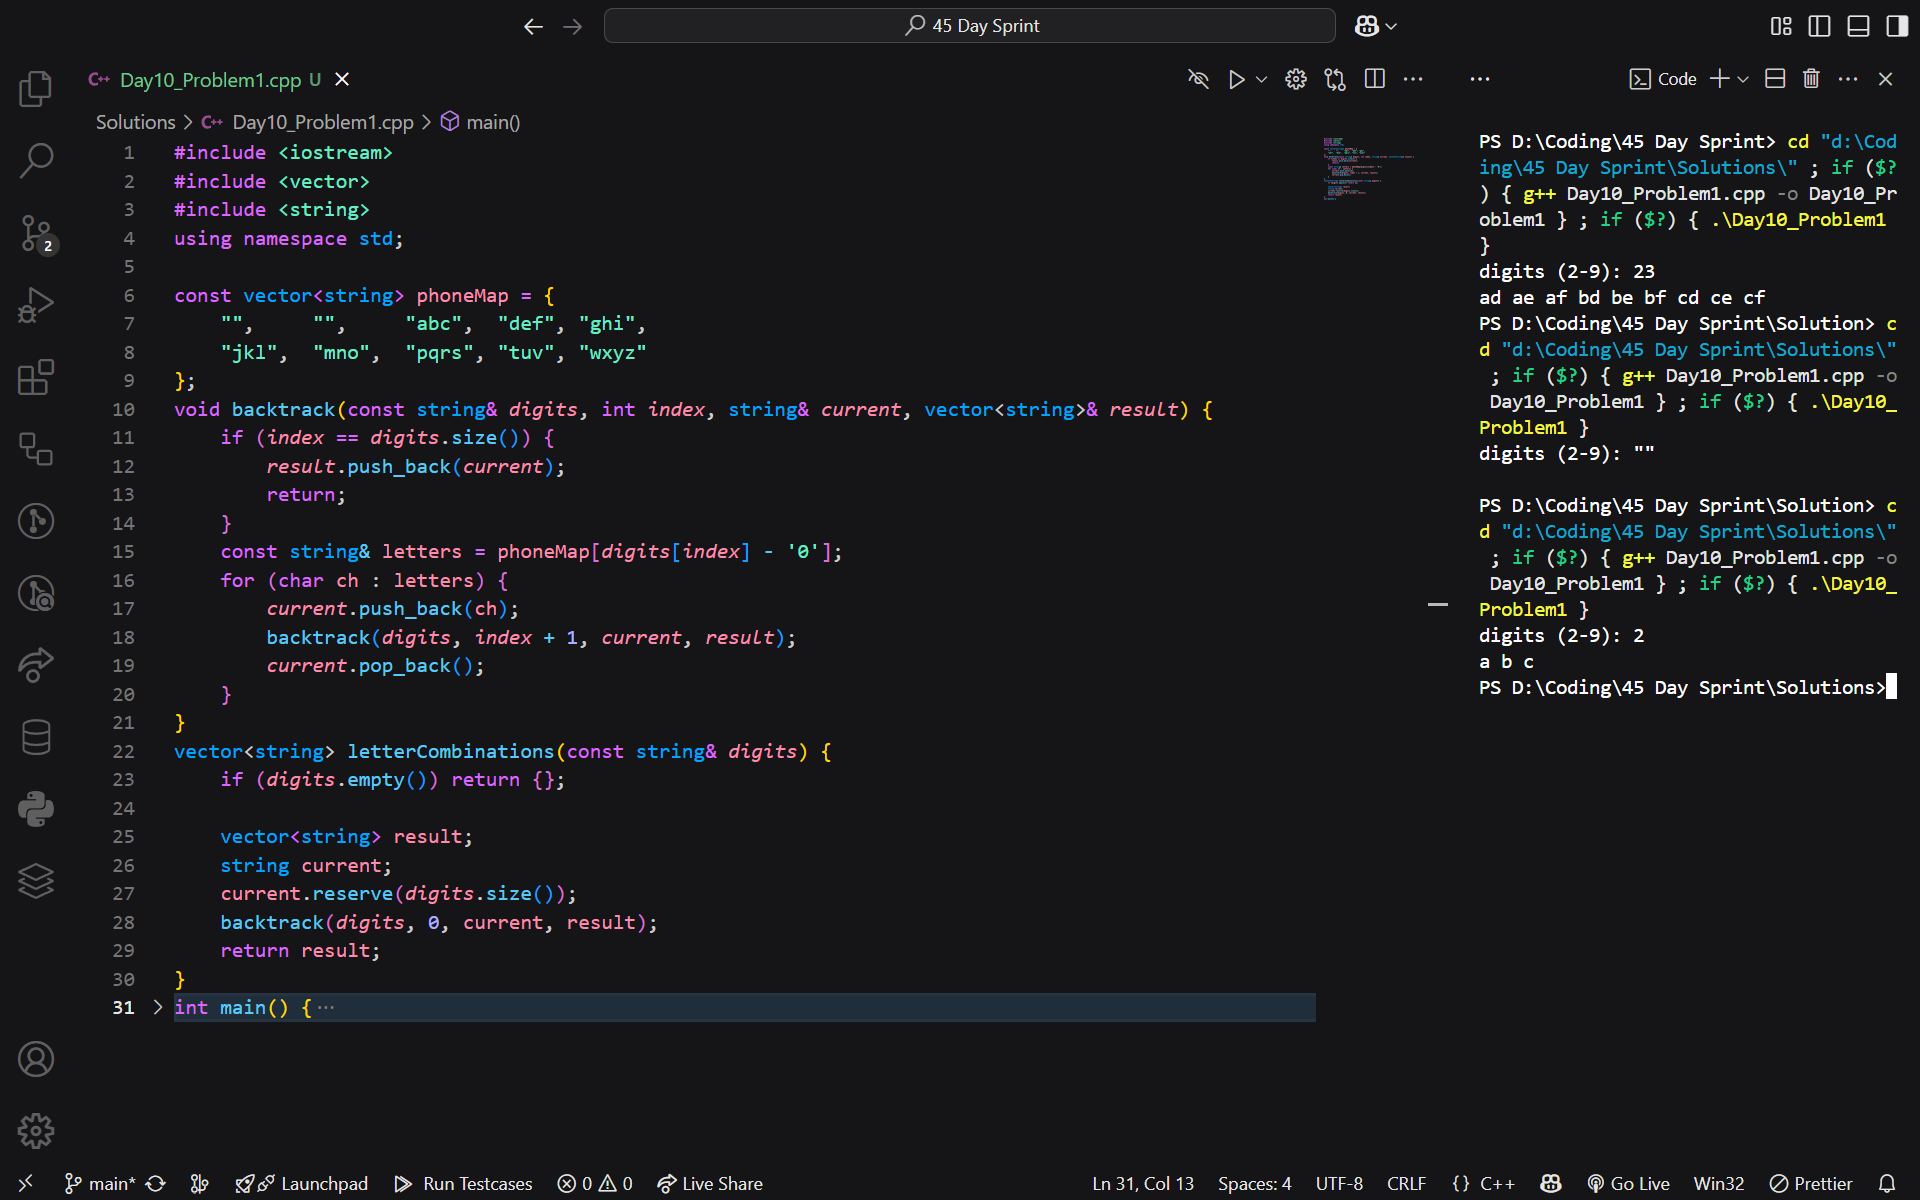 45 Day Sprint
Day10_Problem1.cpp U
Code
Solutions > Day10_Problem1.cpp > main()
1 #include <iostream>
2 #include <vector>
3 #include <string>
4 using namespace std;
5
6 const vector<string> phoneMap = {
7     "",     "",     "abc",  "def", "ghi",
8     "jkl",  "mno",  "pqrs", "tuv", "wxyz"
9 };
10 void backtrack(const string& digits, int index, string& current, vector<string>& result) {
11     if (index == digits.size()) {
12         result.push_back(current);
13         return;
14     }
15     const string& letters = phoneMap[digits[index] - '0'];
16     for (char ch : letters) {
17         current.push_back(ch);
18         backtrack(digits, index + 1, current, result);
19         current.pop_back();
20     }
21 }
22 vector<string> letterCombinations(const string& digits) {
23     if (digits.empty()) return {};
24
25     vector<string> result;
26     string current;
27     current.reserve(digits.size());
28     backtrack(digits, 0, current, result);
29     return result;
30 }
31 int main() { ···
PS D:\Coding\45 Day Sprint> cd "d:\Cod
ing\45 Day Sprint\Solutions\" ; if ($?
) { g++ Day10_Problem1.cpp -o Day10_Pr
oblem1 } ; if ($?) { .\Day10_Problem1
}
digits (2-9): 23
ad ae af bd be bf cd ce cf
PS D:\Coding\45 Day Sprint\Solution> c
d "d:\Coding\45 Day Sprint\Solutions\"
 ; if ($?) { g++ Day10_Problem1.cpp -o
 Day10_Problem1 } ; if ($?) { .\Day10_
Problem1 }
digits (2-9): ""
PS D:\Coding\45 Day Sprint\Solution> c
d "d:\Coding\45 Day Sprint\Solutions\"
 ; if ($?) { g++ Day10_Problem1.cpp -o
 Day10_Problem1 } ; if ($?) { .\Day10_
Problem1 }
digits (2-9): 2
a b c
PS D:\Coding\45 Day Sprint\Solutions>
2
main* Launchpad Run Testcases 0 0 Live Share Ln 31, Col 13 Spaces: 4 UTF-8 CRLF {} C++ Go Live Win32 Prettier